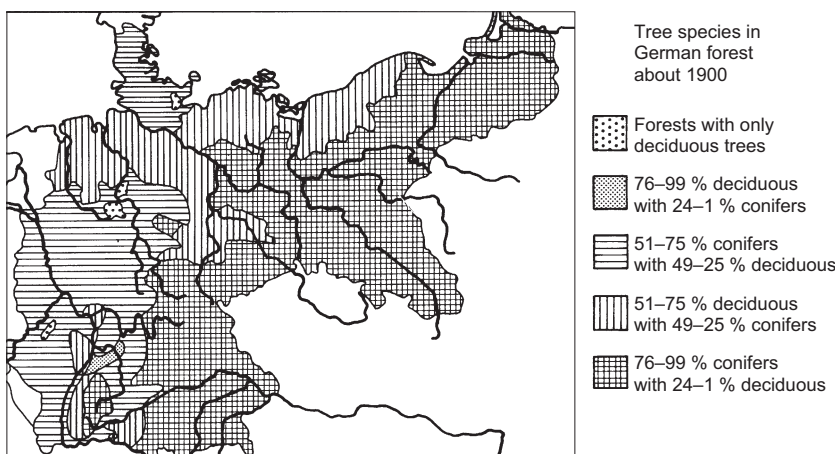 Tree species in
German forest
about 1900
Forests with only
deciduous trees
76–99 % deciduous
with 24–1 % conifers
51–75 % conifers
with 49–25 % deciduous
51–75 % deciduous
with 49–25 % conifers
76–99 % conifers
with 24–1 % deciduous